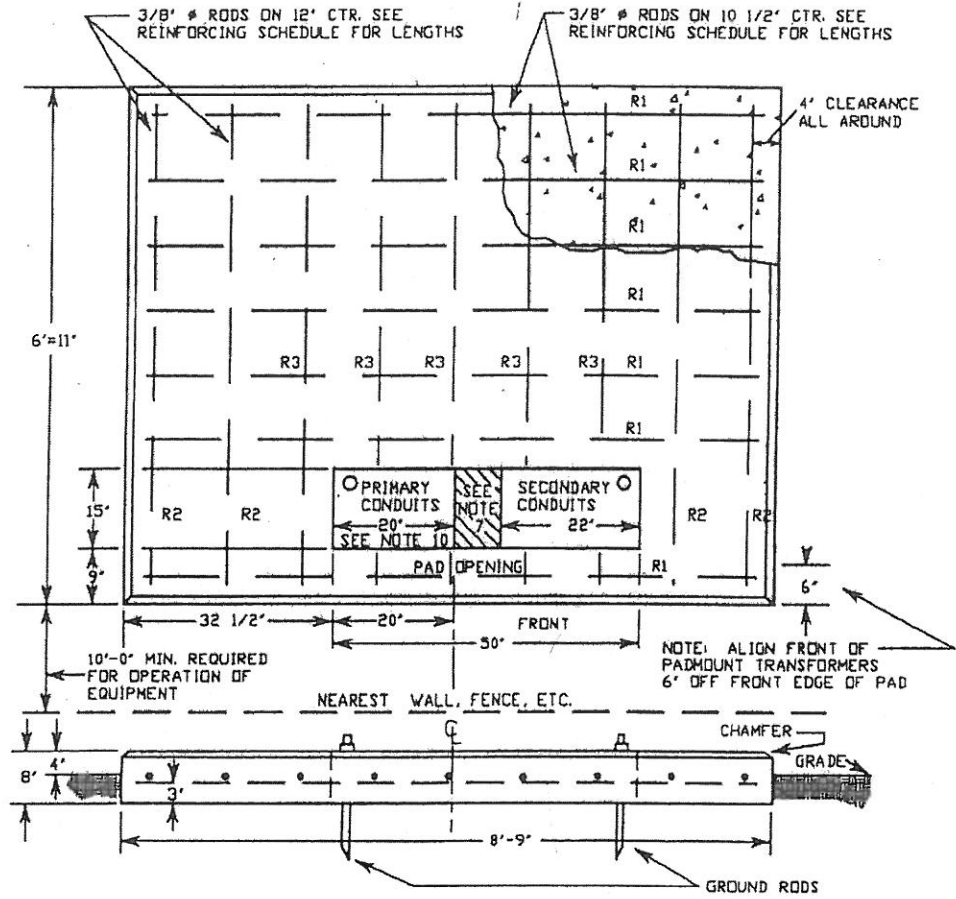 3/8' ø RODS ON 12' CTR. SEE
REINFORCING SCHEDULE FOR LENGTHS
3/8' ø RODS ON 10 1/2' CTR. SEE
REINFORCING SCHEDULE FOR LENGTHS
4' CLEARANCE
ALL AROUND
R1
R1
R1
R1
6'=11"
R3
R3
R3
R3
R3
R1
R1
15"
R2
R2
PRIMARY
CONDUITS
20"
SEE NOTE 10
SEE
NOTE
7
SECONDARY
CONDUITS
22"
R2
R2
9"
PAD OPENING
R1
6"
32 1/2"
20"
FRONT
50"
10'-0" MIN. REQUIRED
FOR OPERATION OF
EQUIPMENT
NOTE: ALIGN FRONT OF
PADMOUNT TRANSFORMERS
6' OFF FRONT EDGE OF PAD
NEAREST WALL, FENCE, ETC.
CL
CHAMFER
GRADE
8'
4'
3'
8'-9"
GROUND RODS